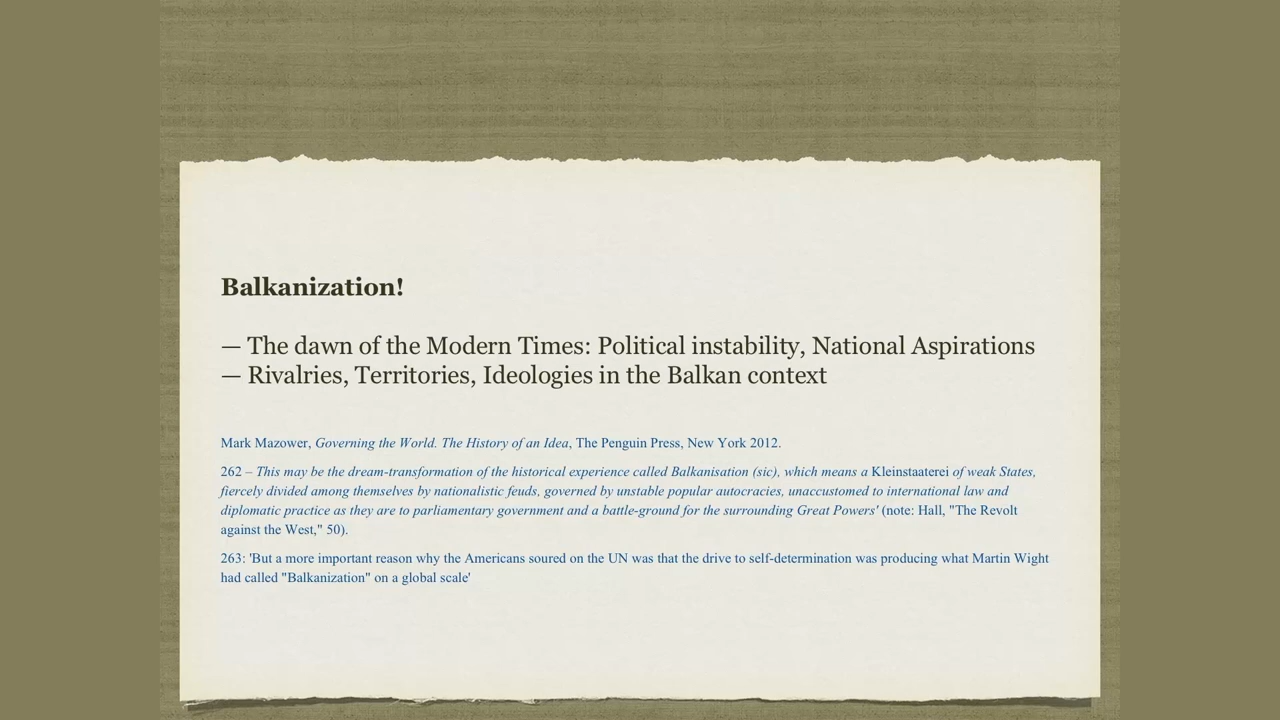 Balkanization!
— The dawn of the Modern Times: Political instability, National Aspirations
— Rivalries, Territories, Ideologies in the Balkan context
Mark Mazower, Governing the World. The History of an Idea, The Penguin Press, New York 2012.
262 – This may be the dream-transformation of the historical experience called Balkanisation (sic), which means a Kleinstaaterei of weak States,
fiercely divided among themselves by nationalistic feuds, governed by unstable popular autocracies, unaccustomed to international law and
diplomatic practice as they are to parliamentary government and a battle-ground for the surrounding Great Powers' (note: Hall, "The Revolt
against the West," 50).
263: 'But a more important reason why the Americans soured on the UN was that the drive to self-determination was producing what Martin Wight
had called "Balkanization" on a global scale'